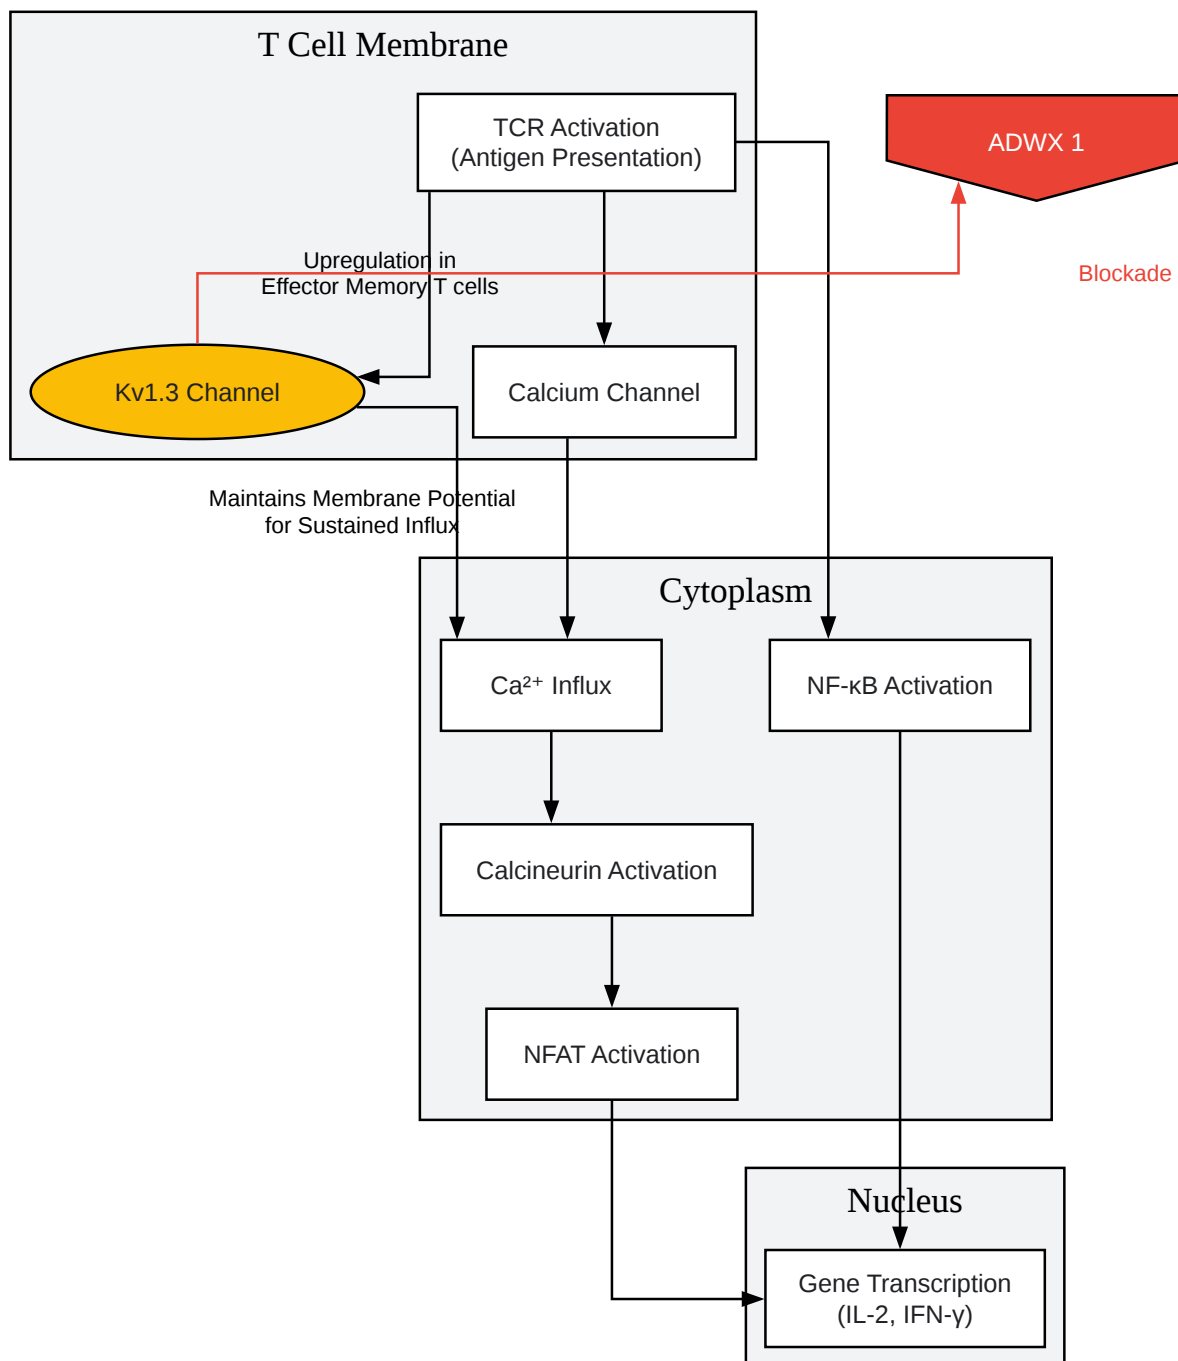 T Cell Membrane
TCR Activation
(Antigen Presentation)
ADWX 1
Upregulation in
Effector Memory T cells
Blockade
Kv1.3 Channel
Calcium Channel
Maintains Membrane Potential
for Sustained Influx
Cytoplasm
Ca²⁺ Influx
NF-κB Activation
Calcineurin Activation
NFAT Activation
Nucleus
Gene Transcription
(IL-2, IFN-γ)